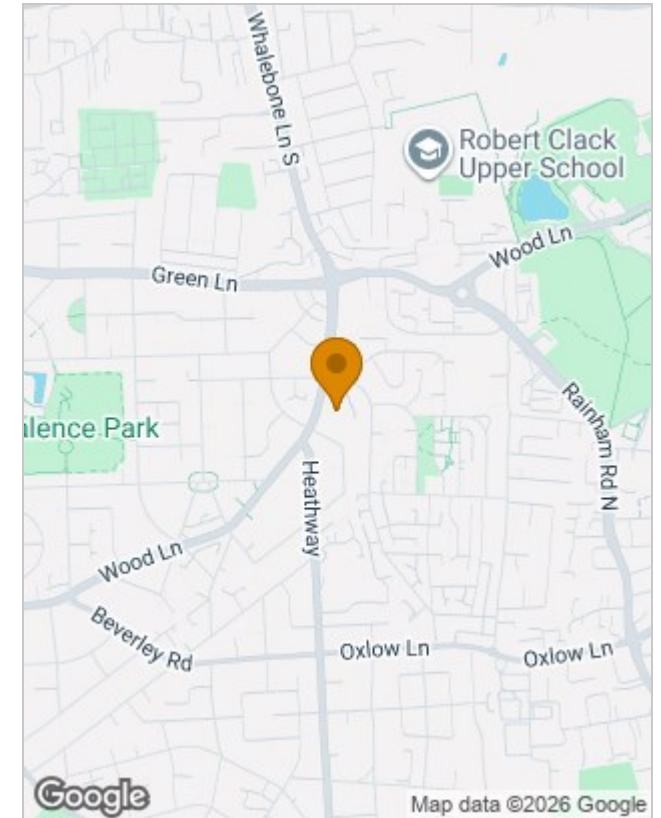 Whalebone Ln S
Robert Clack
Upper School
Wood Ln
Green Ln
Rainham Rd N
alence Park
Heathway
Wood Ln
Beverley Rd
Oxlow Ln
Oxlow Ln
Google
Map data ©2026 Google